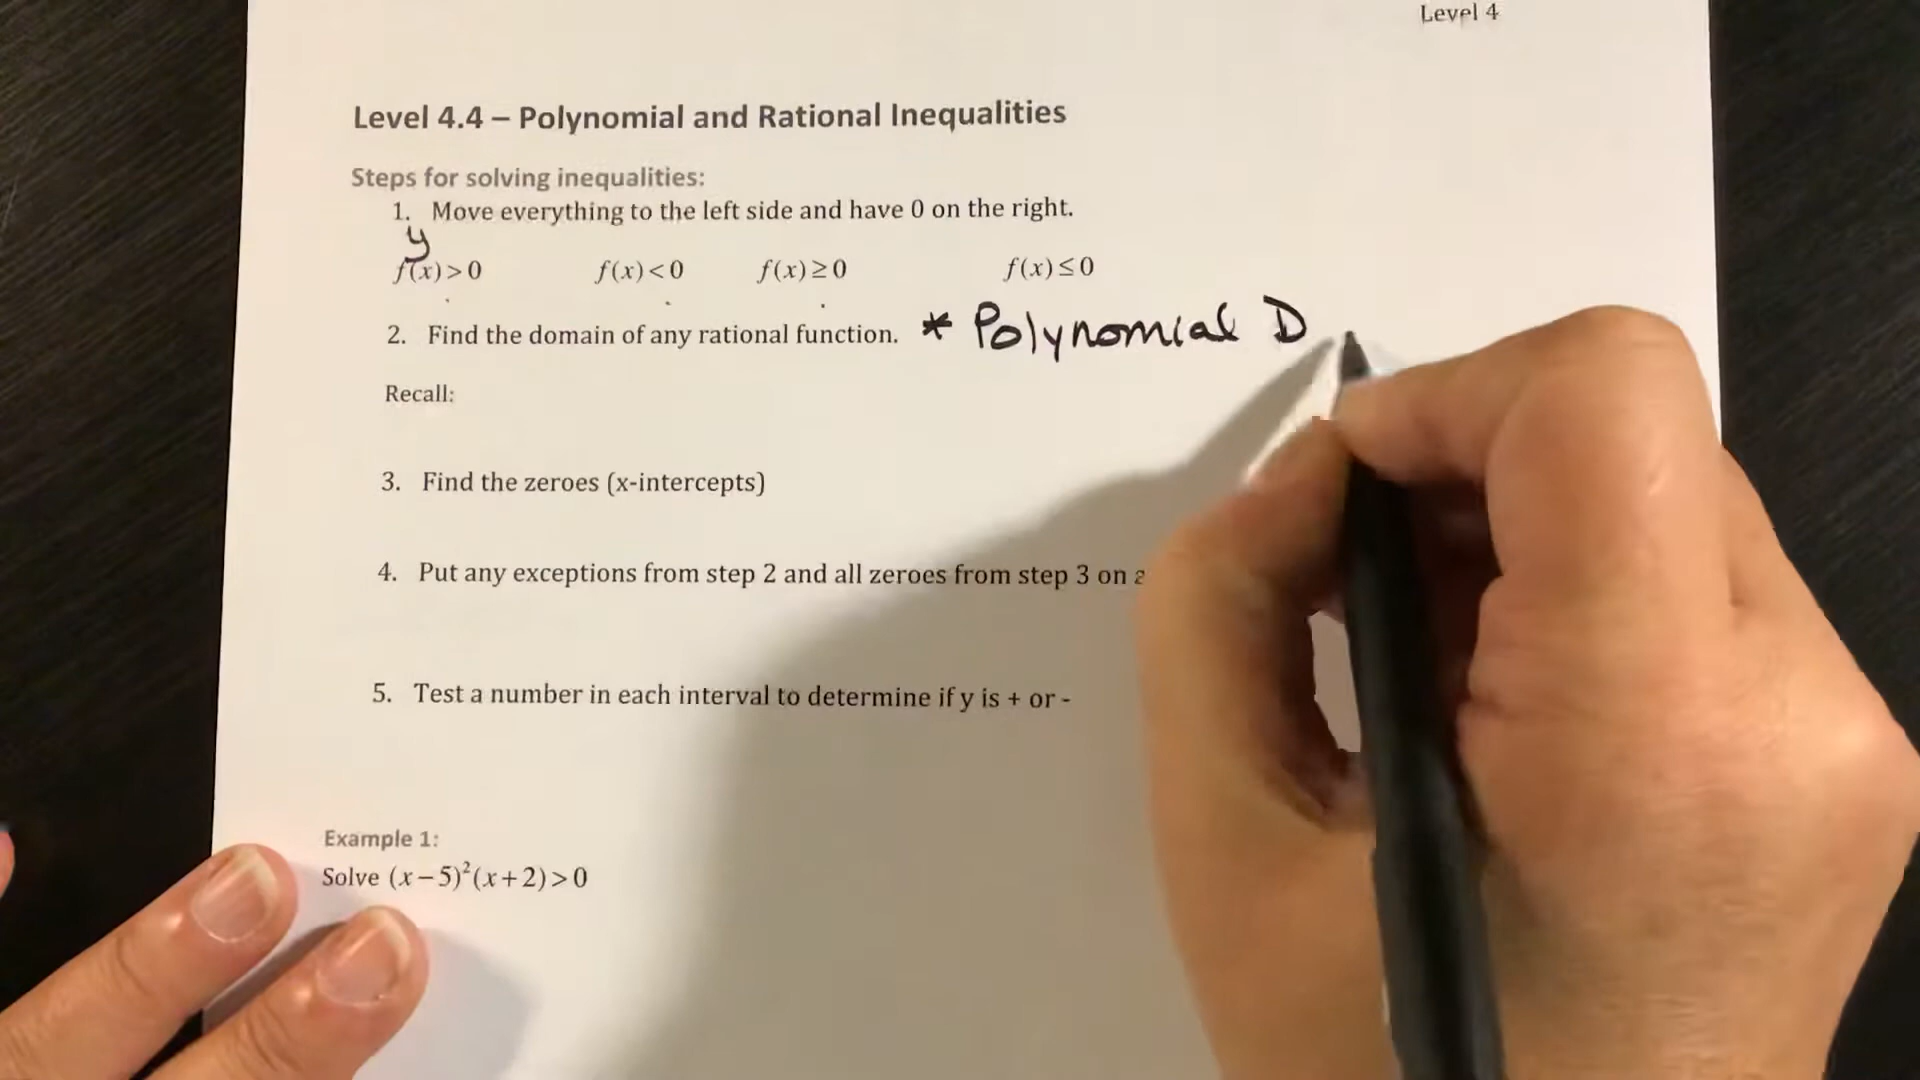 Level 4
Level 4.4 – Polynomial and Rational Inequalities
Steps for solving inequalities:
1. Move everything to the left side and have 0 on the right.
y
f(x)>0 f(x)<0 f(x)≥0 f(x)≤0
2. Find the domain of any rational function. * Polynomial D
Recall:
3. Find the zeroes (x-intercepts)
4. Put any exceptions from step 2 and all zeroes from step 3 on
5. Test a number in each interval to determine if y is + or -
Example 1:
Solve (x−5)²(x+2)>0